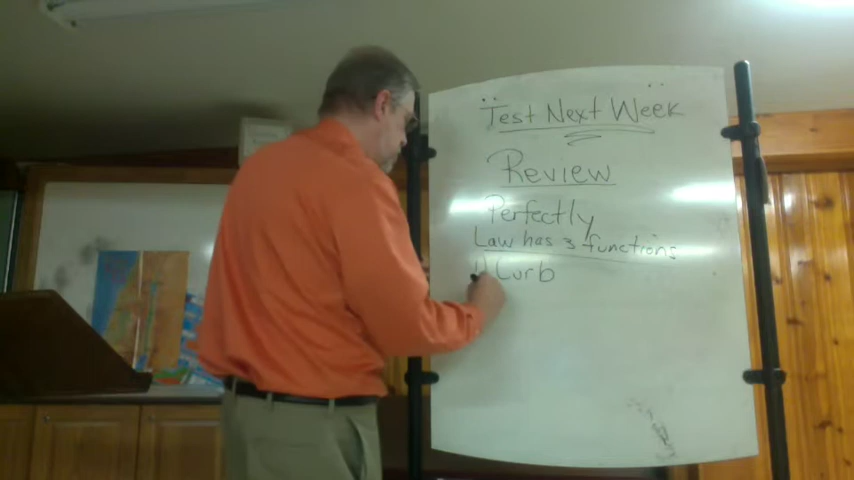 Test Next Week
Review
Perfectly
Law has 3 functions
1) Curb